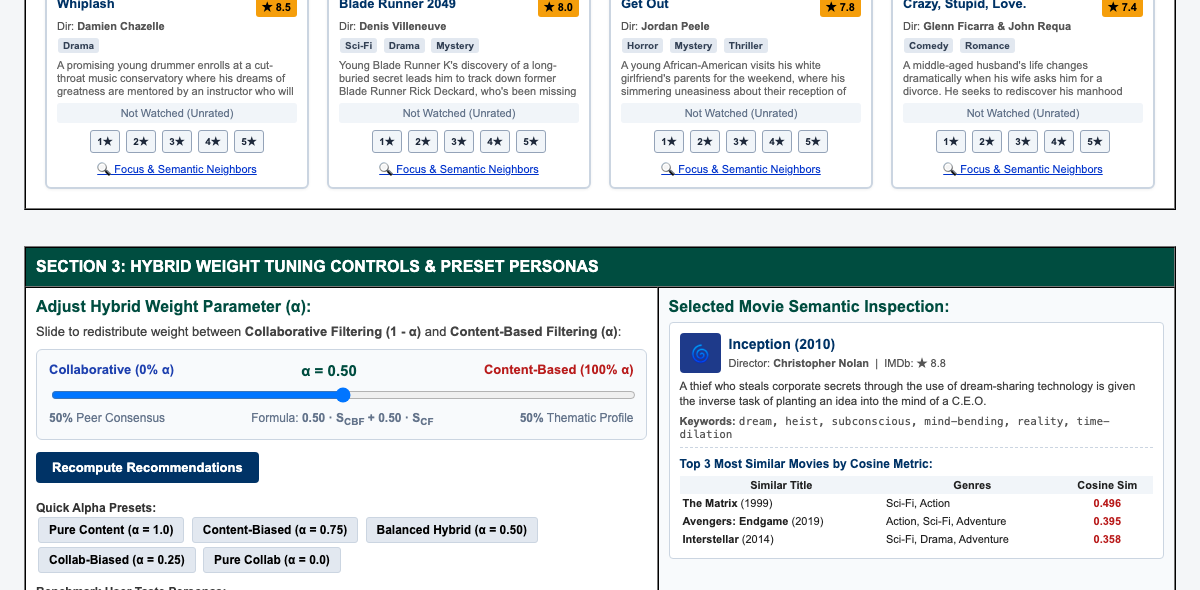 Whiplash
★ 8.5
Dir: Damien Chazelle
Drama
A promising young drummer enrolls at a cut-
throat music conservatory where his dreams of
greatness are mentored by an instructor who will
Not Watched (Unrated)
1★ 2★ 3★ 4★ 5★
🔍 Focus & Semantic Neighbors
Blade Runner 2049
★ 8.0
Dir: Denis Villeneuve
Sci-Fi Drama Mystery
Young Blade Runner K's discovery of a long-
buried secret leads him to track down former
Blade Runner Rick Deckard, who's been missing
Not Watched (Unrated)
1★ 2★ 3★ 4★ 5★
🔍 Focus & Semantic Neighbors
Get Out
★ 7.8
Dir: Jordan Peele
Horror Mystery Thriller
A young African-American visits his white
girlfriend's parents for the weekend, where his
simmering uneasiness about their reception of
Not Watched (Unrated)
1★ 2★ 3★ 4★ 5★
🔍 Focus & Semantic Neighbors
Crazy, Stupid, Love.
★ 7.4
Dir: Glenn Ficarra & John Requa
Comedy Romance
A middle-aged husband's life changes
dramatically when his wife asks him for a
divorce. He seeks to rediscover his manhood
Not Watched (Unrated)
1★ 2★ 3★ 4★ 5★
🔍 Focus & Semantic Neighbors
SECTION 3: HYBRID WEIGHT TUNING CONTROLS & PRESET PERSONAS
Adjust Hybrid Weight Parameter (α):
Slide to redistribute weight between Collaborative Filtering (1 - α) and Content-Based Filtering (α):
Collaborative (0% α)
α = 0.50
Content-Based (100% α)
50% Peer Consensus
Formula: 0.50 · S_CBF + 0.50 · S_CF
50% Thematic Profile
Recompute Recommendations
Quick Alpha Presets:
Pure Content (α = 1.0) Content-Biased (α = 0.75) Balanced Hybrid (α = 0.50)
Collab-Biased (α = 0.25) Pure Collab (α = 0.0)
Benchmark User Taste Personas:
Selected Movie Semantic Inspection:
Inception (2010)
Director: Christopher Nolan | IMDb: ★ 8.8
A thief who steals corporate secrets through the use of dream-sharing technology is given
the inverse task of planting an idea into the mind of a C.E.O.
Keywords: dream, heist, subconscious, mind-bending, reality, time-
dilation
Top 3 Most Similar Movies by Cosine Metric:
Similar Title Genres Cosine Sim
The Matrix (1999) Sci-Fi, Action 0.496
Avengers: Endgame (2019) Action, Sci-Fi, Adventure 0.395
Interstellar (2014) Sci-Fi, Drama, Adventure 0.358